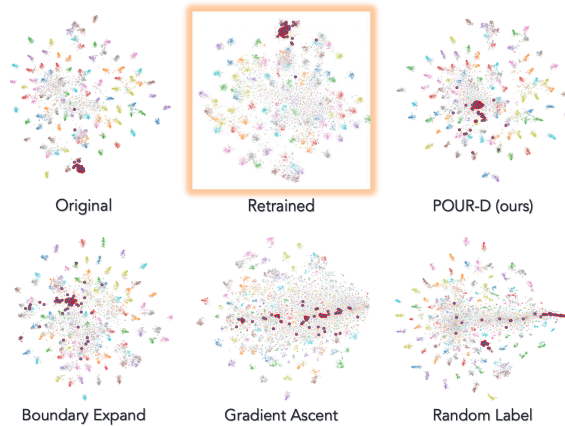 Original
Retrained
POUR-D (ours)
Boundary Expand
Gradient Ascent
Random Label